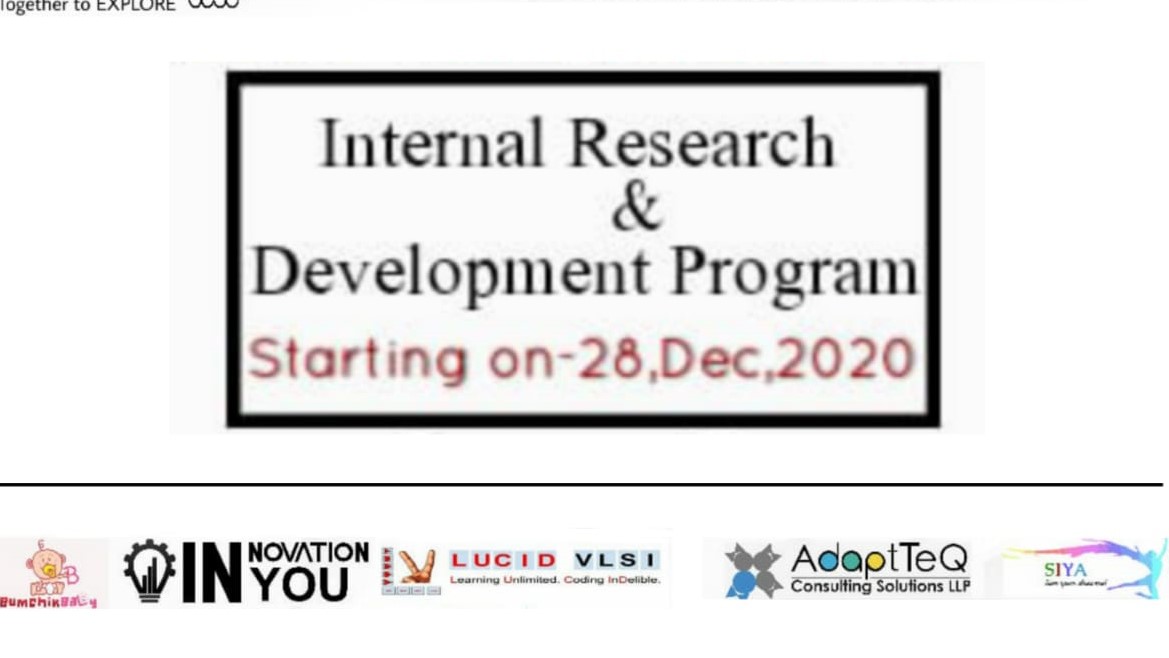 Together to EXPLORE
Internal Research
&
Development Program
Starting on-28,Dec,2020
BumchikBaby
INNOVATION
IN YOU
LUCID VLSI
Learning Unlimited. Coding InDelible.
AdaptTeQ
Consulting Solutions LLP
SIYA